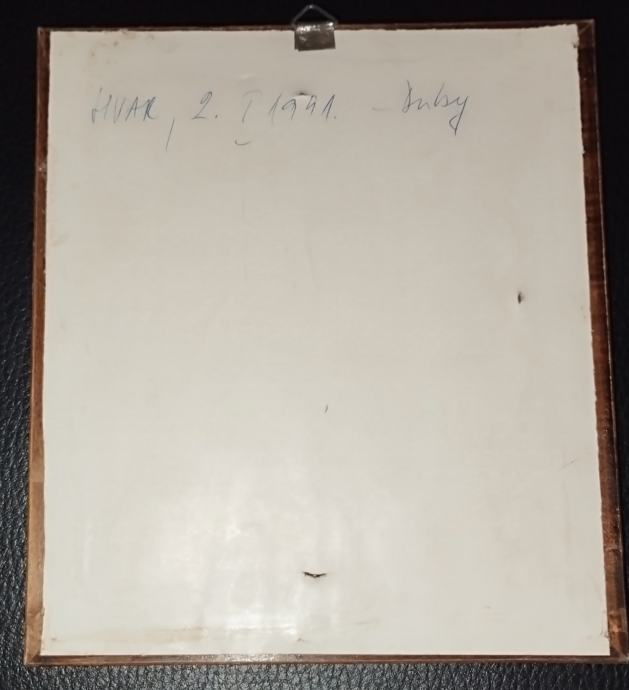 HVAR, 2. I 1991. -